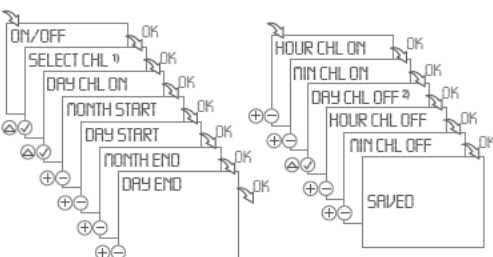 ON/OFF
OK
SELECT CHL 1)
OK
DAY CHL ON
OK
MONTH START
OK
DAY START
OK
MONTH END
OK
DAY END
OK
HOUR CHL ON
OK
MIN CHL ON
OK
DAY CHL OFF 2)
OK
HOUR CHL OFF
OK
MIN CHL OFF
OK
SAVED